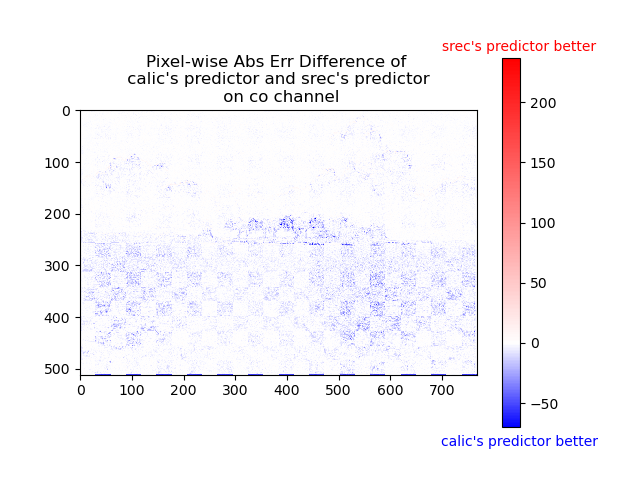 srec's predictor better
Pixel-wise Abs Err Difference of
calic's predictor and srec's predictor
on co channel
0
100
200
300
400
500
0 100 200 300 400 500 600 700
200
150
100
50
0
−50
calic's predictor better